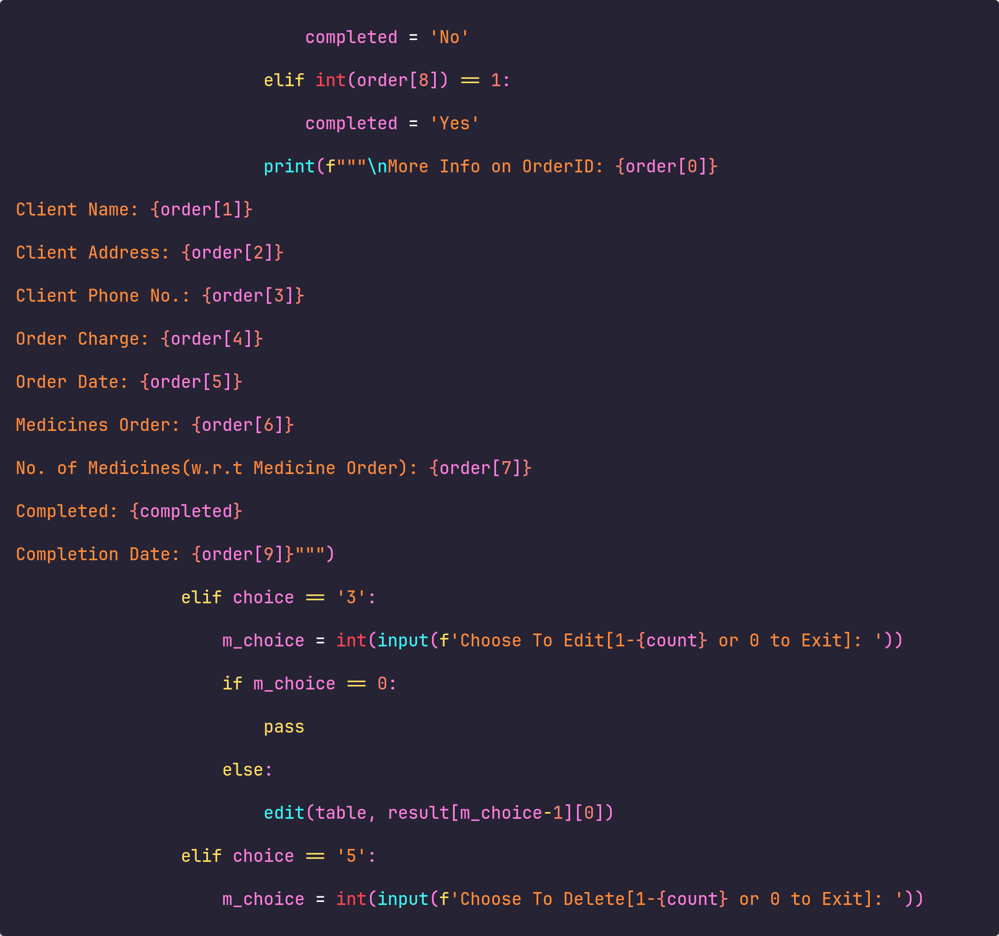 completed = 'No'
                        elif int(order[8]) == 1:
                            completed = 'Yes'
                        print(f"""\nMore Info on OrderID: {order[0]}
Client Name: {order[1]}
Client Address: {order[2]}
Client Phone No.: {order[3]}
Order Charge: {order[4]}
Order Date: {order[5]}
Medicines Order: {order[6]}
No. of Medicines(w.r.t Medicine Order): {order[7]}
Completed: {completed}
Completion Date: {order[9]}""")
                elif choice == '3':
                    m_choice = int(input(f'Choose To Edit[1-{count} or 0 to Exit]: '))
                    if m_choice == 0:
                        pass
                    else:
                        edit(table, result[m_choice-1][0])
                elif choice == '5':
                    m_choice = int(input(f'Choose To Delete[1-{count} or 0 to Exit]: '))